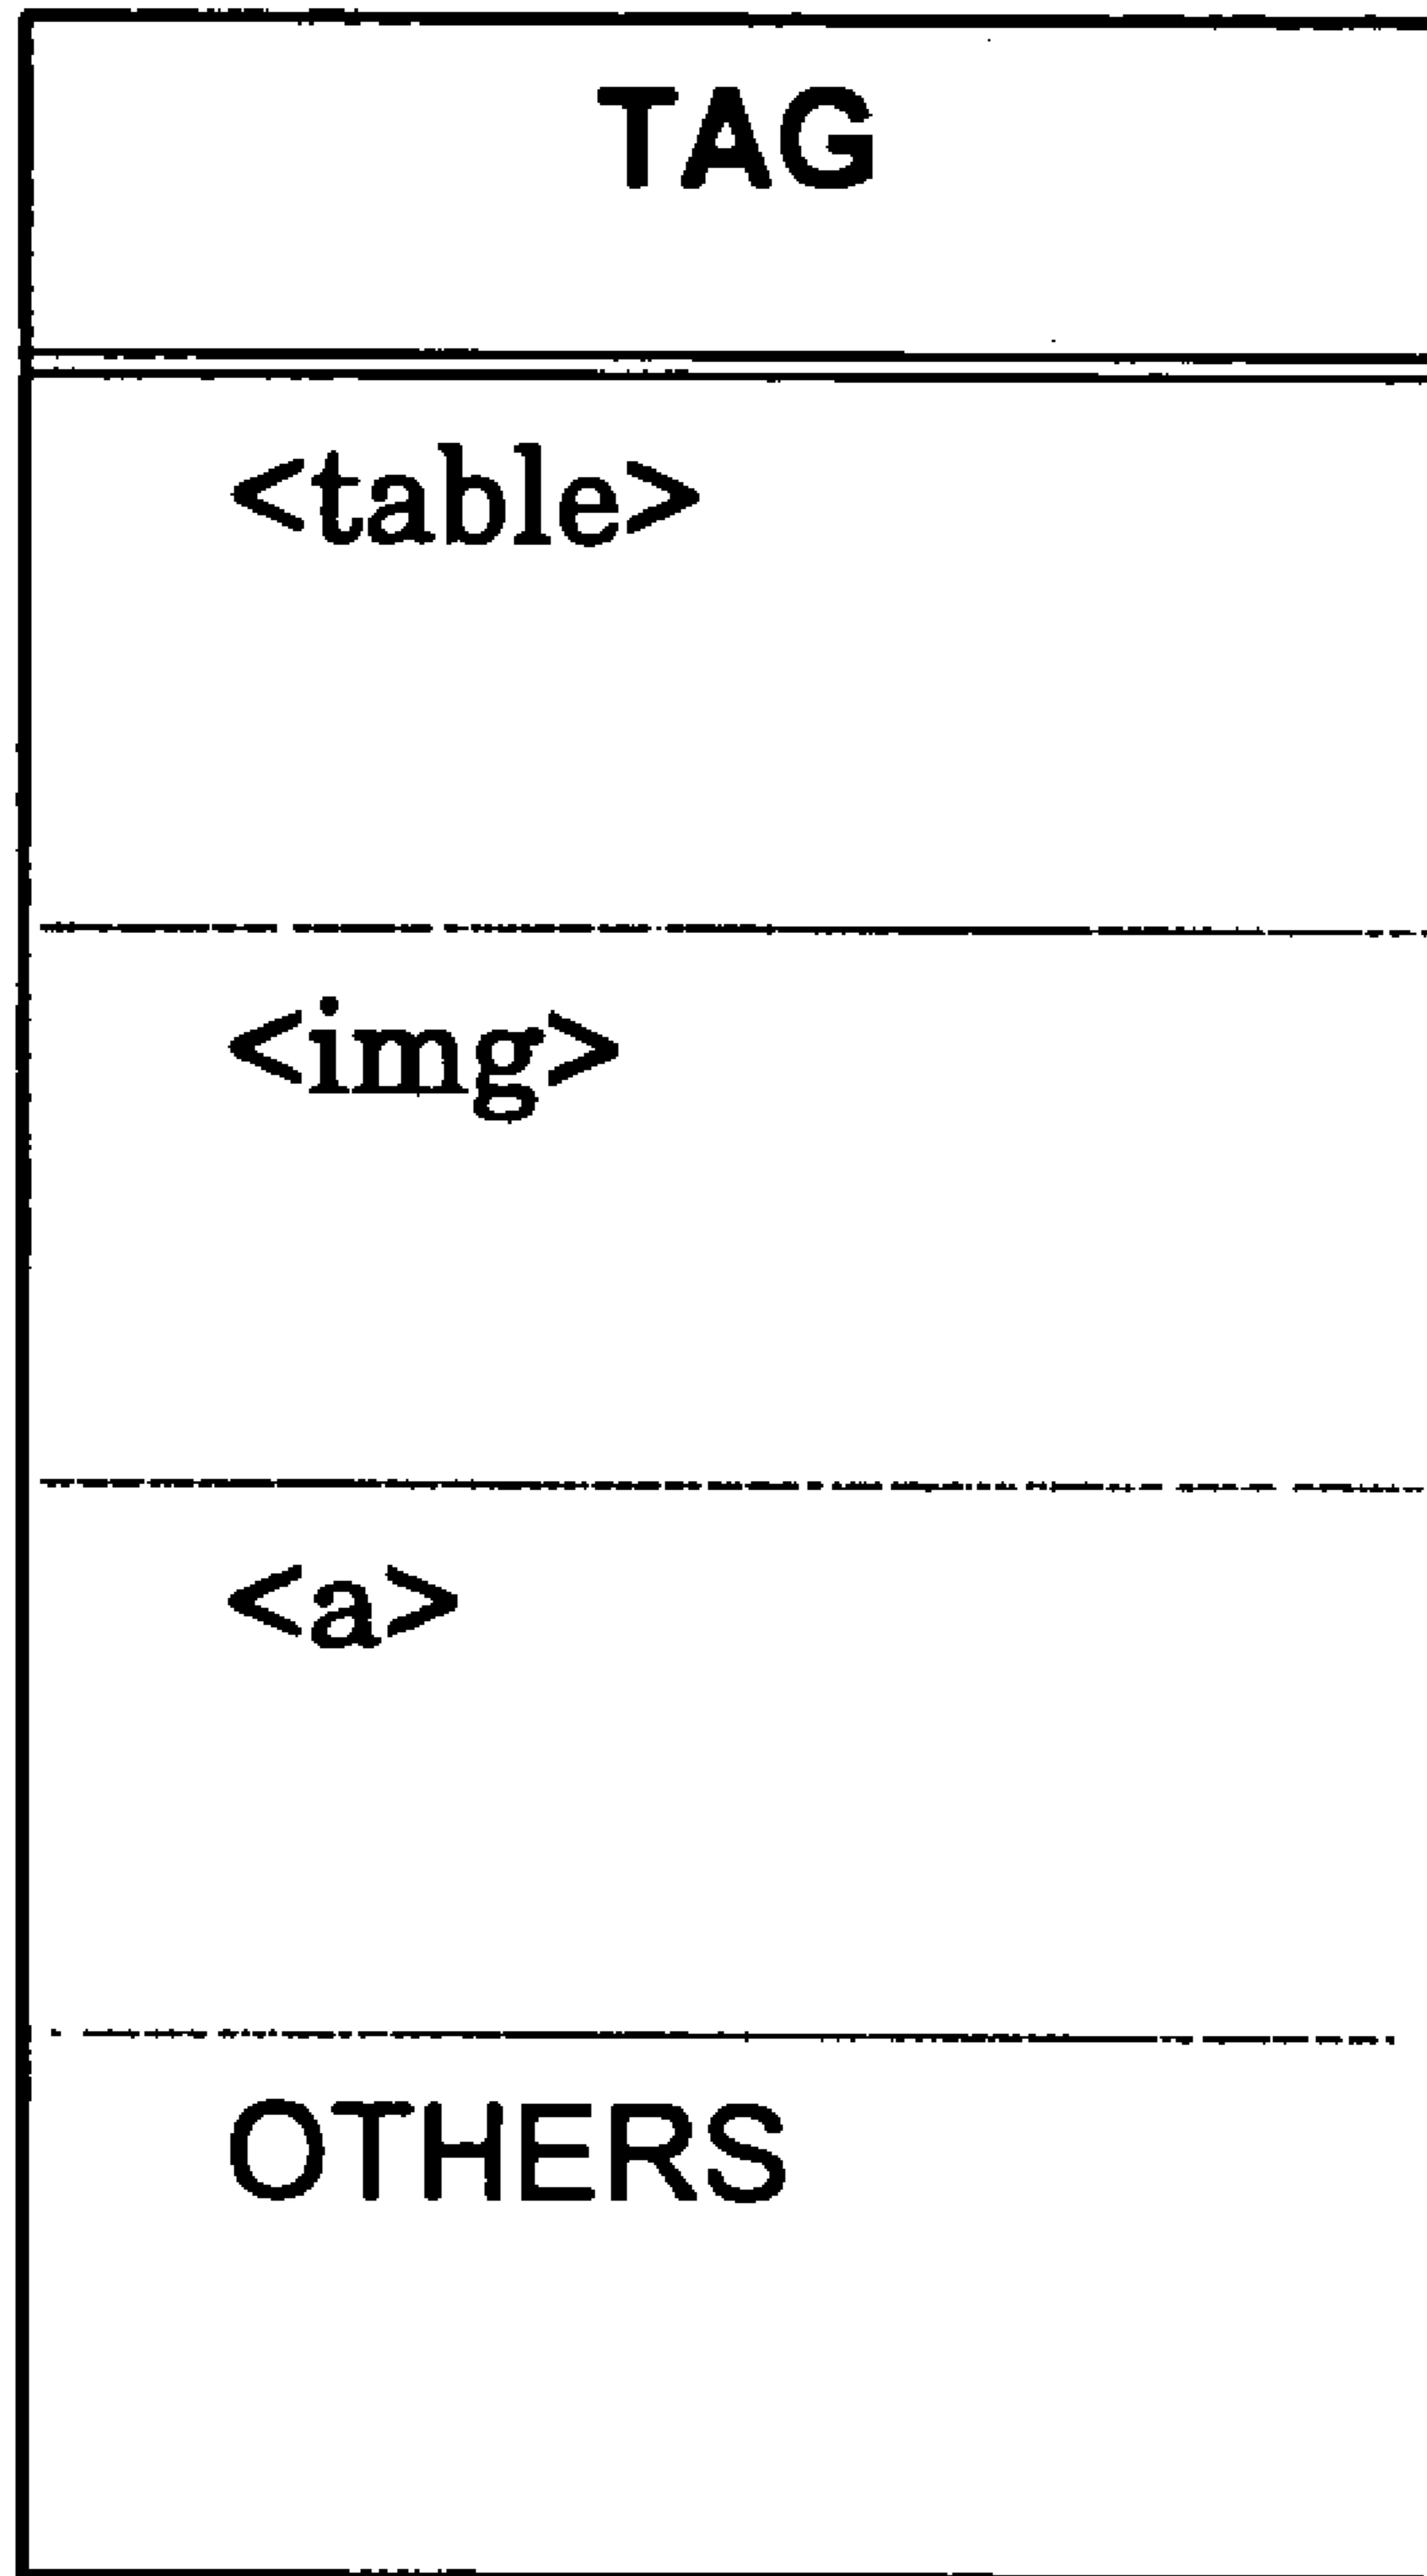 TAG
<table>
<img>
<a>
OTHERS